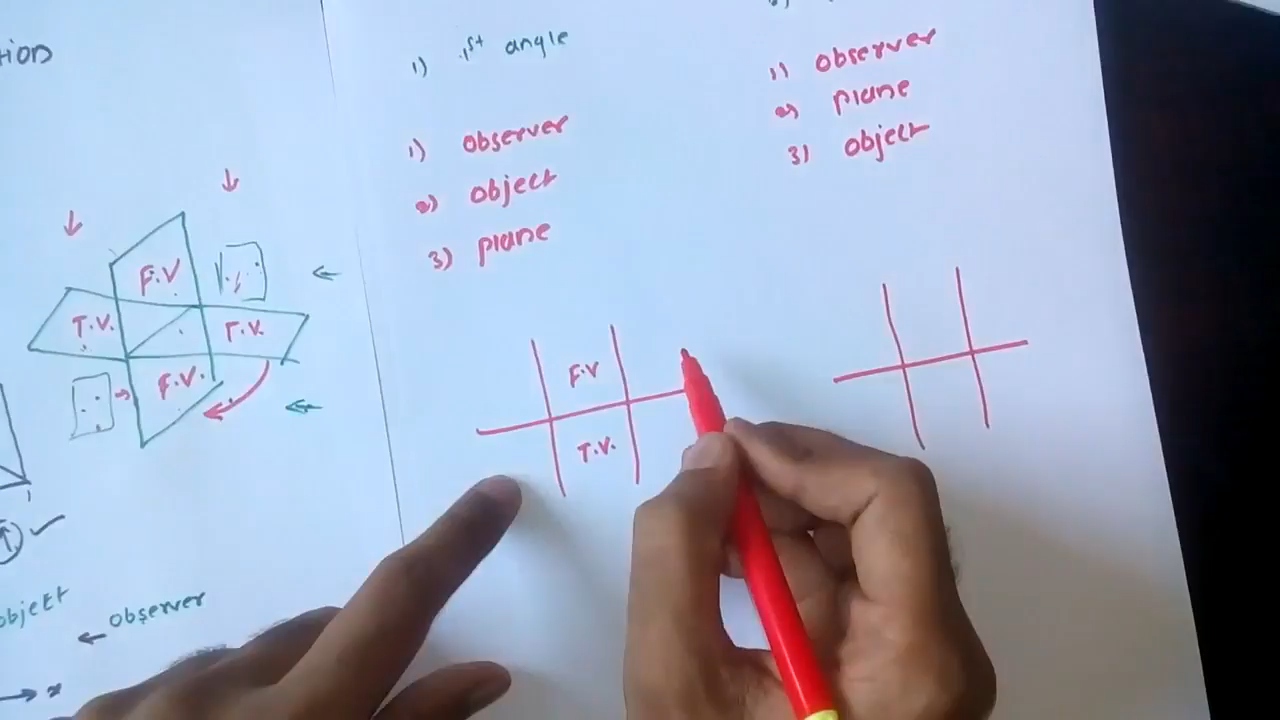 tion
F.V
T.V.
T.V.
F.V.
object
← observer
→ x
1) 1st angle
1) observer
2) object
3) plane
F.V
T.V.
1) observer
2) plane
3) object